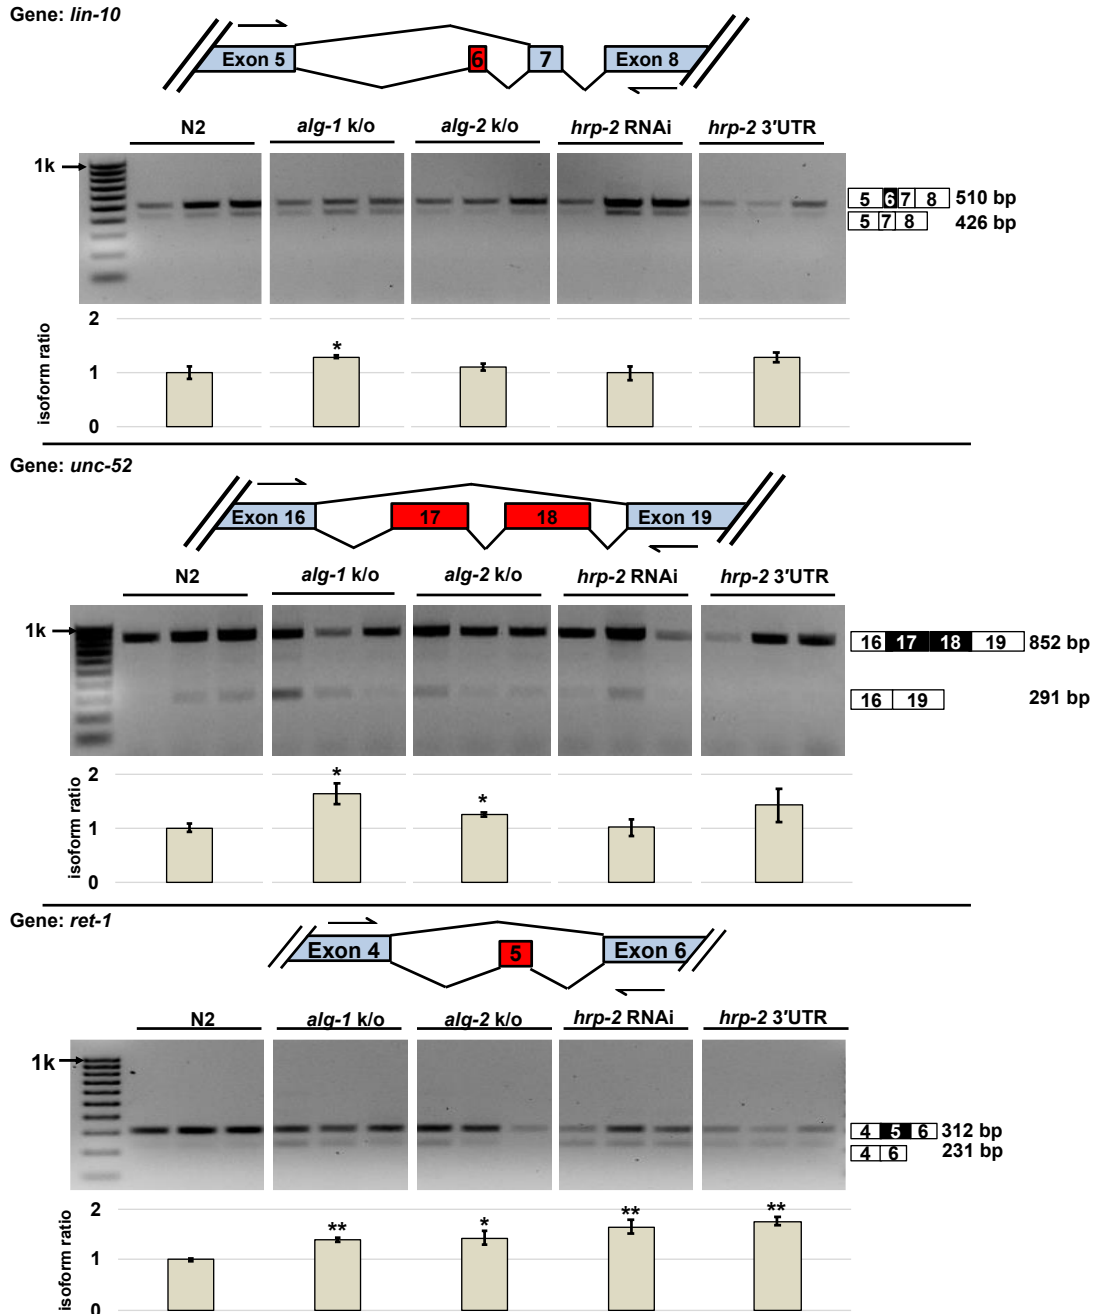 Gene: lin-10
Exon 5 6 7 Exon 8
N2 alg-1 k/o alg-2 k/o hrp-2 RNAi hrp-2 3'UTR
1k
5 6 7 8 510 bp
5 7 8 426 bp
isoform ratio
2
*
1
0
Gene: unc-52
Exon 16 17 18 Exon 19
N2 alg-1 k/o alg-2 k/o hrp-2 RNAi hrp-2 3'UTR
1k
16 17 18 19 852 bp
16 19 291 bp
isoform ratio
2
* *
1
0
Gene: ret-1
Exon 4 5 Exon 6
N2 alg-1 k/o alg-2 k/o hrp-2 RNAi hrp-2 3'UTR
1k
4 5 6 312 bp
4 6 231 bp
isoform ratio
2
** * ** **
1
0